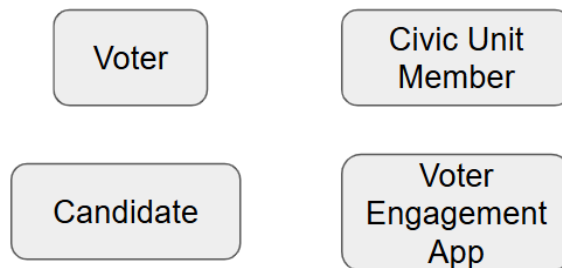 Voter
Civic Unit
Member
Candidate
Voter
Engagement
App